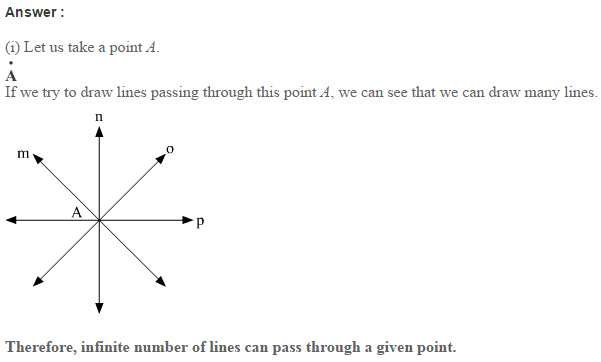 Answer :
(i) Let us take a point A.
A
If we try to draw lines passing through this point A, we can see that we can draw many lines.
n
m
o
A
p
Therefore, infinite number of lines can pass through a given point.